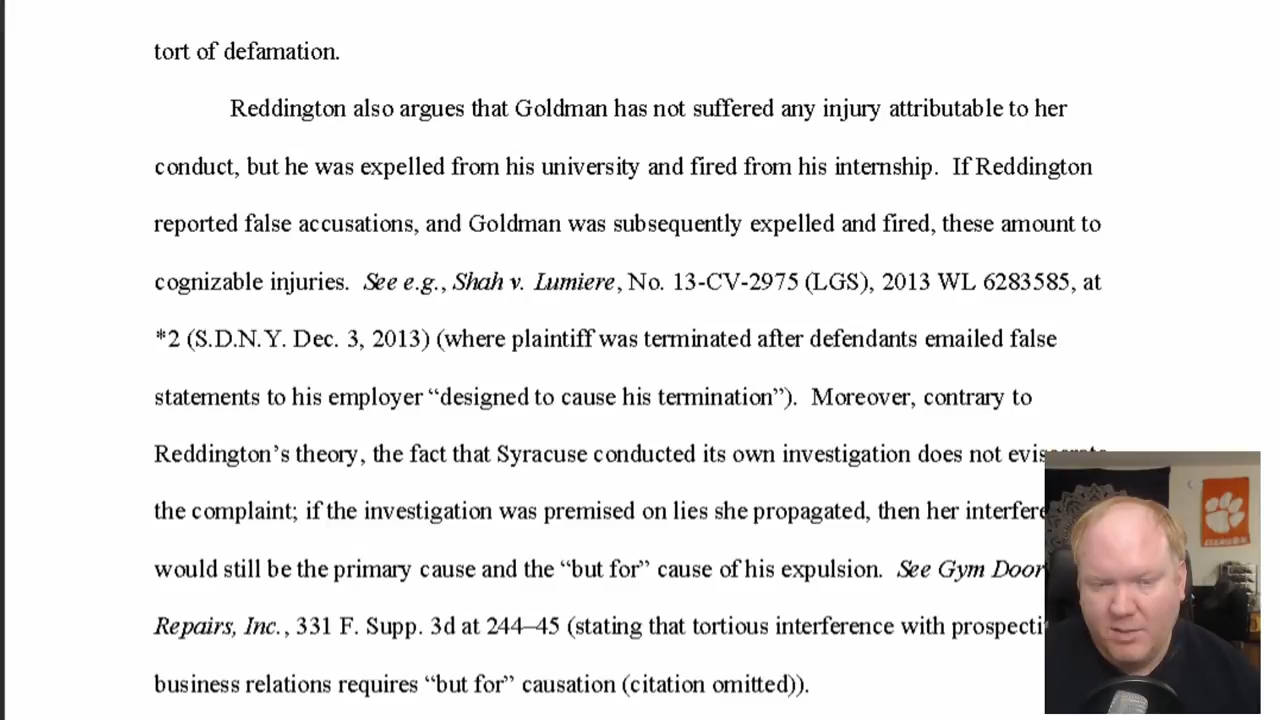 tort of defamation.
Reddington also argues that Goldman has not suffered any injury attributable to her
conduct, but he was expelled from his university and fired from his internship.  If Reddington
reported false accusations, and Goldman was subsequently expelled and fired, these amount to
cognizable injuries.  See e.g., Shah v. Lumiere, No. 13-CV-2975 (LGS), 2013 WL 6283585, at
*2 (S.D.N.Y. Dec. 3, 2013) (where plaintiff was terminated after defendants emailed false
statements to his employer “designed to cause his termination”).  Moreover, contrary to
Reddington’s theory, the fact that Syracuse conducted its own investigation does not
the complaint; if the investigation was premised on lies she propagated, then her
would still be the primary cause and the “but for” cause of his expulsion.  See Gym Door
Repairs, Inc., 331 F. Supp. 3d at 244–45 (stating that tortious interference with
business relations requires “but for” causation (citation omitted)).